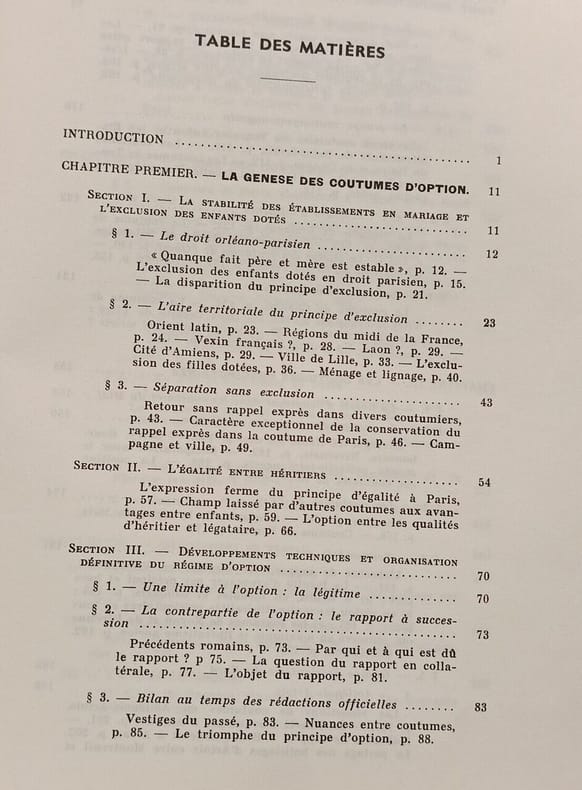 TABLE DES MATIÈRES
INTRODUCTION ........................................ 1
CHAPITRE PREMIER. — LA GENESE DES COUTUMES D'OPTION. 11
SECTION I. — LA STABILITÉ DES ÉTABLISSEMENTS EN MARIAGE ET
L'EXCLUSION DES ENFANTS DOTÉS ........................ 11
§ 1. — Le droit orléano-parisien ........................ 12
« Quanque fait père et mère est estable », p. 12. —
L'exclusion des enfants dotés en droit parisien, p. 15.
— La disparition du principe d'exclusion, p. 21.
§ 2. — L'aire territoriale du principe d'exclusion ........ 23
Orient latin, p. 23. — Régions du midi de la France,
p. 24. — Vexin français ?, p. 28. — Laon ?, p. 29. —
Cité d'Amiens, p. 29. — Ville de Lille, p. 33. — L'exclu-
sion des filles dotées, p. 36. — Ménage et lignage, p. 40.
§ 3. — Séparation sans exclusion ........................ 43
Retour sans rappel exprès dans divers coutumiers,
p. 43. — Caractère exceptionnel de la conservation du
rappel exprès dans la coutume de Paris, p. 46. — Cam-
pagne et ville, p. 49.
SECTION II. — L'ÉGALITÉ ENTRE HÉRITIERS .................. 54
L'expression ferme du principe d'égalité à Paris,
p. 57. — Champ laissé par d'autres coutumes aux avan-
tages entre enfants, p. 59. — L'option entre les qualités
d'héritier et légataire, p. 66.
SECTION III. — DÉVELOPPEMENTS TECHNIQUES ET ORGANISATION
DÉFINITIVE DU RÉGIME D'OPTION ........................ 70
§ 1. — Une limite à l'option : la légitime .............. 70
§ 2. — La contrepartie de l'option : le rapport à succes-
sion ........................................ 73
Précédents romains, p. 73. — Par qui et à qui est dû
le rapport ? p 75. — La question du rapport en colla-
térale, p. 77. — L'objet du rapport, p. 81.
§ 3. — Bilan au temps des rédactions officielles ........ 83
Vestiges du passé, p. 83. — Nuances entre coutumes,
p. 85. — Le triomphe du principe d'option, p. 88.